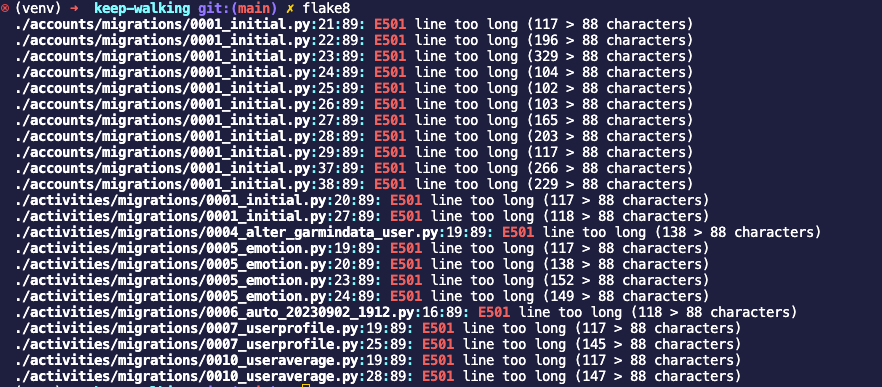 (venv) ➜ keep-walking git:(main) ✗ flake8
./accounts/migrations/0001_initial.py:21:89: E501 line too long (117 > 88 characters)
./accounts/migrations/0001_initial.py:22:89: E501 line too long (196 > 88 characters)
./accounts/migrations/0001_initial.py:23:89: E501 line too long (329 > 88 characters)
./accounts/migrations/0001_initial.py:24:89: E501 line too long (104 > 88 characters)
./accounts/migrations/0001_initial.py:25:89: E501 line too long (102 > 88 characters)
./accounts/migrations/0001_initial.py:26:89: E501 line too long (103 > 88 characters)
./accounts/migrations/0001_initial.py:27:89: E501 line too long (165 > 88 characters)
./accounts/migrations/0001_initial.py:28:89: E501 line too long (203 > 88 characters)
./accounts/migrations/0001_initial.py:29:89: E501 line too long (117 > 88 characters)
./accounts/migrations/0001_initial.py:37:89: E501 line too long (266 > 88 characters)
./accounts/migrations/0001_initial.py:38:89: E501 line too long (229 > 88 characters)
./activities/migrations/0001_initial.py:20:89: E501 line too long (117 > 88 characters)
./activities/migrations/0001_initial.py:27:89: E501 line too long (118 > 88 characters)
./activities/migrations/0004_alter_garmindata_user.py:19:89: E501 line too long (138 > 88 characters)
./activities/migrations/0005_emotion.py:19:89: E501 line too long (117 > 88 characters)
./activities/migrations/0005_emotion.py:20:89: E501 line too long (138 > 88 characters)
./activities/migrations/0005_emotion.py:23:89: E501 line too long (152 > 88 characters)
./activities/migrations/0005_emotion.py:24:89: E501 line too long (149 > 88 characters)
./activities/migrations/0006_auto_20230902_1912.py:16:89: E501 line too long (118 > 88 characters)
./activities/migrations/0007_userprofile.py:19:89: E501 line too long (117 > 88 characters)
./activities/migrations/0007_userprofile.py:25:89: E501 line too long (145 > 88 characters)
./activities/migrations/0010_useraverage.py:19:89: E501 line too long (117 > 88 characters)
./activities/migrations/0010_useraverage.py:28:89: E501 line too long (147 > 88 characters)